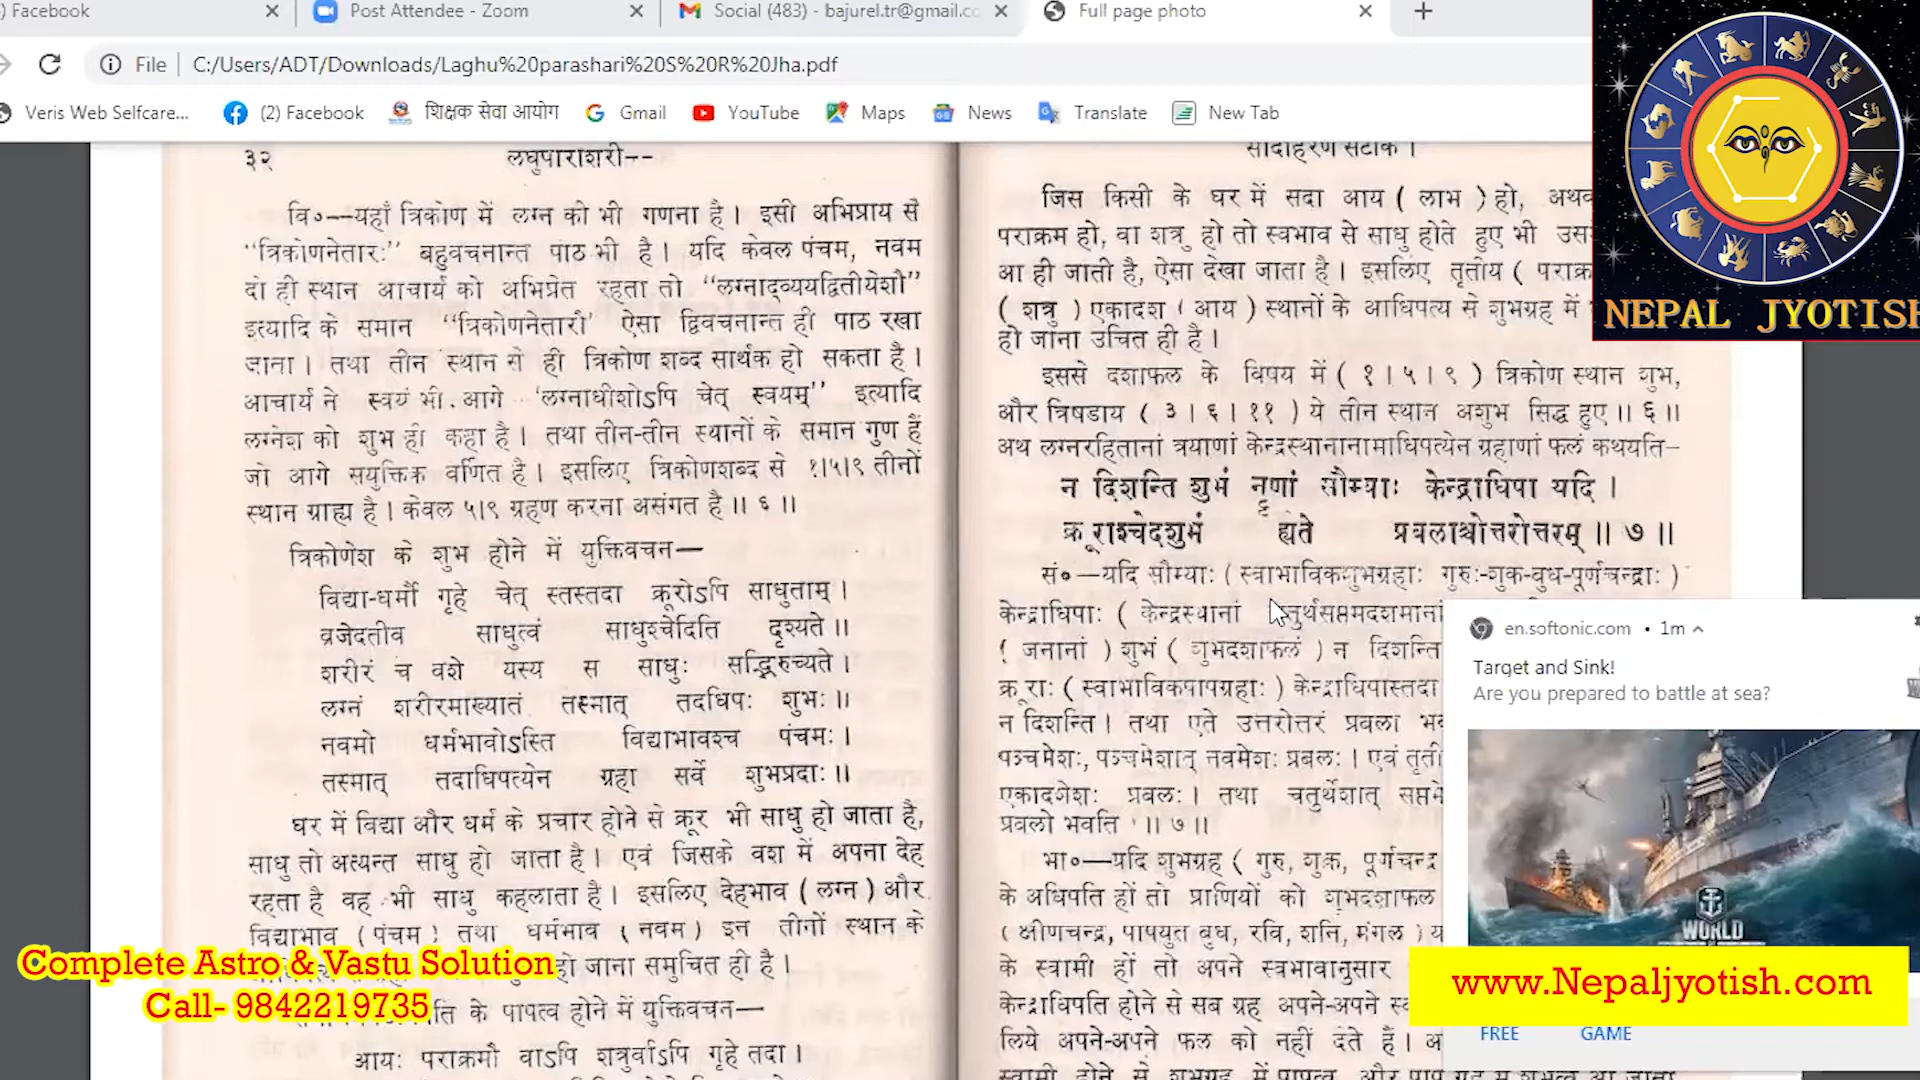 Facebook
Post Attendee - Zoom
Social (483) - bajurel.tr@gmail.co
Full page photo
File
C:/Users/ADT/Downloads/Laghu%20parashari%20S%20R%20Jha.pdf
Veris Web Selfcare...
(2) Facebook
शिक्षक सेवा आयोग
Gmail
YouTube
Maps
News
Translate
New Tab
NEPAL JYOTISH
३२ लघुपाराशरी--
वि०—यहाँ त्रिकोण में लग्न की भी गणना है। इसी अभिप्राय से
“त्रिकोणनेतारः” बहुवचनान्त पाठ भी है। यदि केवल पंचम, नवम
दो ही स्थान आचार्य को अभिप्रेत रहता तो “लग्नाद्व्ययद्वितीयेशौ”
इत्यादि के समान “त्रिकोणनेतारौ’ ऐसा द्विवचनान्त ही पाठ रखा
जाना। तथा तीन स्थान से ही त्रिकोण शब्द सार्थक हो सकता है।
आचार्य ने स्वयं भी आगे ‘लग्नाधीशोऽपि चेत् स्वयम्” इत्यादि
लग्नेश को शुभ ही कहा है। तथा तीन-तीन स्थानों के समान गुण हैं
जो आगे सयुक्तिक वर्णित है। इसलिए त्रिकोणशब्द से १।५।९ तीनों
स्थान ग्राह्य है। केवल ५।९ ग्रहण करना असंगत है॥ ६ ॥
त्रिकोणेश के शुभ होने में युक्तिवचन—
विद्या-धर्मौ गृहे चेत् स्तस्तदा क्रूरोऽपि साधुताम्।
व्रजेदतीव साधुत्वं साधुश्चेदिति दृश्यते॥
शरीरं च वशे यस्य स साधुः सद्भिरुच्यते।
लग्नं शरीरमाख्यातं तस्मात् तदधिपः शुभः॥
नवमो धर्मभावोऽस्ति विद्याभावश्च पंचमः।
तस्मात् तदाधिपत्येन ग्रहा सर्वे शुभप्रदाः॥
घर में विद्या और धर्म के प्रचार होने से क्रूर भी साधु हो जाता है,
साधु तो अत्यन्त साधु हो जाता है। एवं जिसके वश में अपना देह
रहता है वह भी साधु कहलाता है। इसलिए देहभाव (लग्न) और
विद्याभाव (पंचम) तथा धर्मभाव (नवम) इन तीनों स्थान के
हो जाना समुचित ही है।
के पापत्व होने में युक्तिवचन—
आयः पराक्रमौ वाऽपि शत्रुर्वाऽपि गृहे तदा।
सोदाहरण सटीक।
जिस किसी के घर में सदा आय (लाभ) हो,
पराक्रम हो, वा शत्रु हो तो स्वभाव से साधु होते हुए भी
आ ही जाती है, ऐसा देखा जाता है। इसलिए तृतीय
(शत्रु) एकादश (आय) स्थानों के आधिपत्य से शुभग्रह में
हो जाना उचित ही है।
इससे दशाफल के विषय में (१।५।९) त्रिकोण स्थान शुभ,
और त्रिषडाय (३।६।११) ये तीन स्थान अशुभ सिद्ध हुए॥ ६॥
अथ लग्नरहितानां त्रयाणां केन्द्रस्थानानामाधिपत्येन ग्रहाणां फलं कथयति-
न दिशन्ति शुभं नृणां सौम्याः केन्द्राधिपा यदि।
क्रूराश्चेदशुभं ह्येते प्रबलाश्चोत्तरोत्तरम्॥ ७॥
सं०—यदि सौम्याः (स्वाभाविकशुभग्रहाः गुरुः-शुक-वुध-पूर्णचन्द्राः)
केन्द्राधिपाः (केन्द्रस्थानां
(जनानां) शुभं (शुभदशाफलं) न दिशन्ति
क्रूराः (स्वाभाविकपापग्रहाः) केन्द्राधिपास्तदा
न दिशन्ति। तथा एते उत्तरोत्तरं प्रबला
पञ्चमेशः, पञ्चमेशात् नवमेशः प्रबलः। एवं
एकादशेशः प्रबलः। तथा चतुर्थेशात्
प्रबलो भवति॥ ७॥
भा०—यदि शुभग्रह (गुरु, शुक, पूर्णचन्द्र
के अधिपति हों तो प्राणियों को शुभदशाफल
(क्षीणचन्द्र, पापयुत बुध, रवि, शनि, मंगल)
के स्वामी हों तो अपने स्वभावानुसार
केन्द्राधिपति होने से सब ग्रह अपने-अपने
लिये अपने-अपने फल को नहीं देते हैं।
en.softonic.com • 1m
Target and Sink!
Are you prepared to battle at sea?
WORLD
FREE GAME
Complete Astro & Vastu Solution
Call- 9842219735
www.Nepaljyotish.com